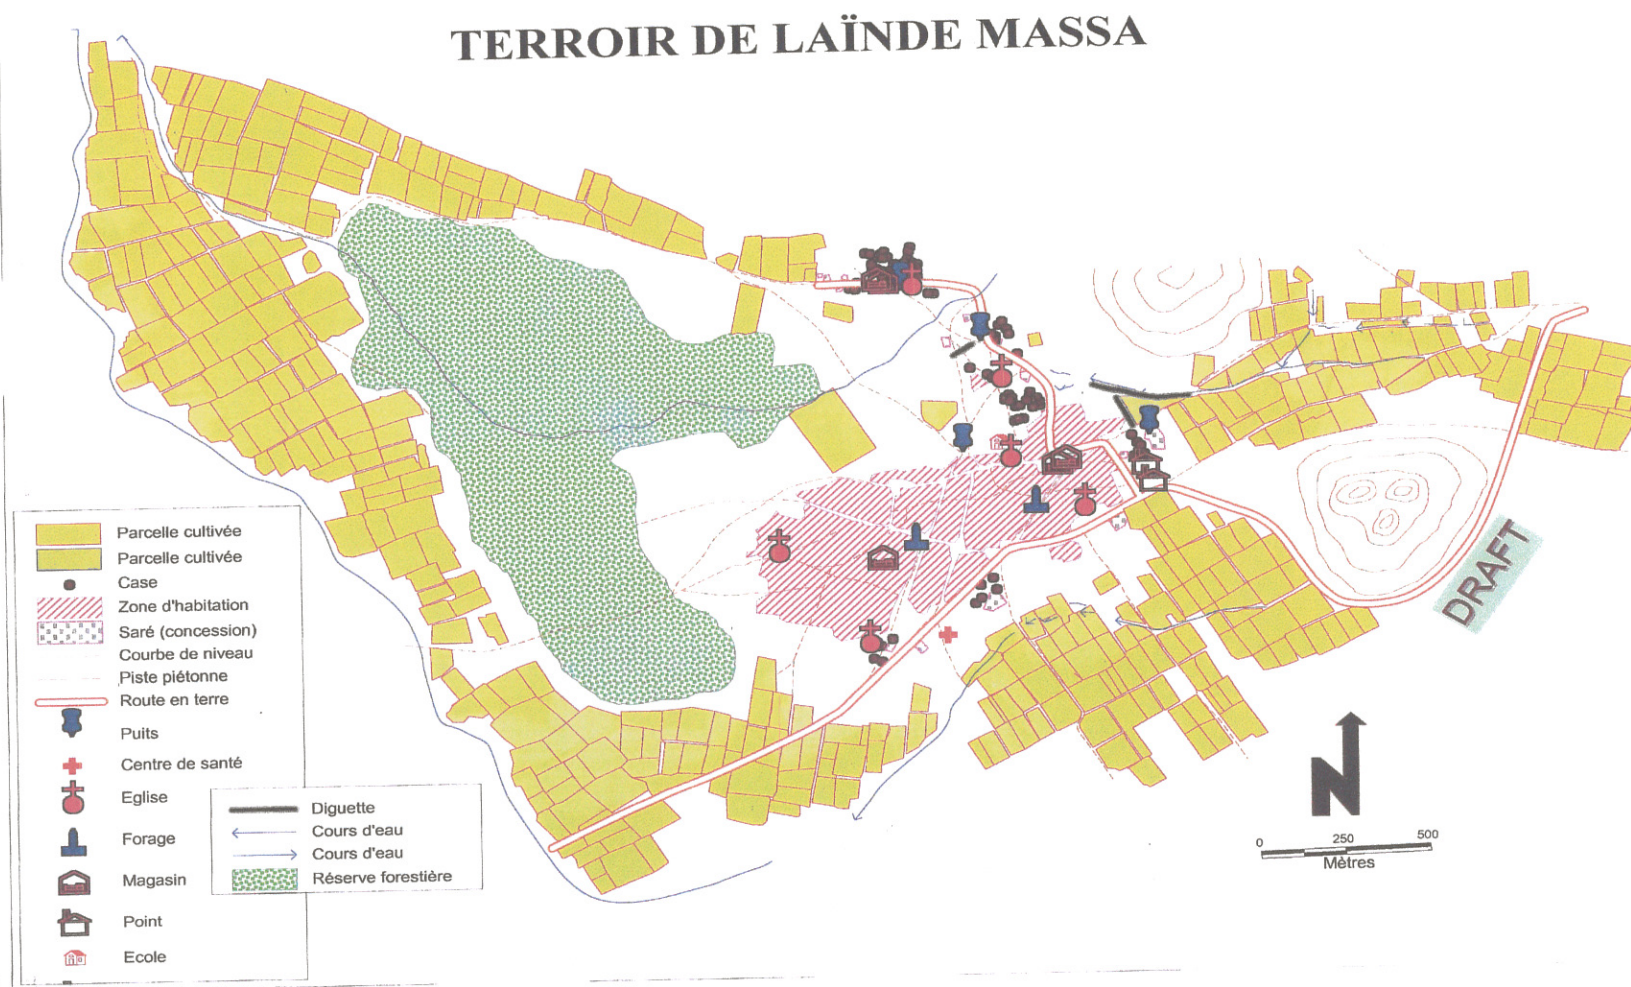 TERROIR DE LAÏNDE MASSA
Parcelle cultivée
Parcelle cultivée
Case
Zone d'habitation
Saré (concession)
Courbe de niveau
Piste piétonne
Route en terre
Puits
Centre de santé
Eglise
Forage
Magasin
Point
Ecole
Diguette
Cours d'eau
Cours d'eau
Réserve forestière
DRAFT
N
0 250 500
Mètres